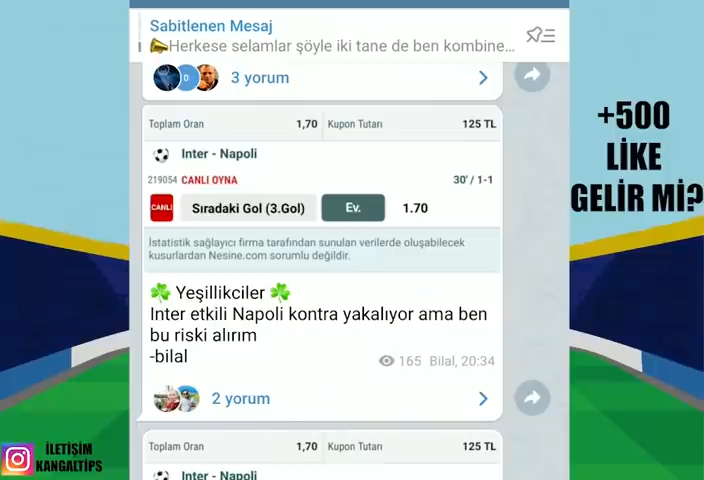 Sabitlenen Mesaj
📣Herkese selamlar şöyle iki tane de ben kombine...
3 yorum
Toplam Oran 1,70 Kupon Tutarı 125 TL
Inter - Napoli
219054 CANLI OYNA 30' / 1-1
CANLI Sıradaki Gol (3.Gol) Ev. 1.70
İstatistik sağlayıcı firma tarafından sunulan verilerde oluşabilecek
kusurlardan Nesine.com sorumlu değildir.
🍀 Yeşillikciler 🍀
Inter etkili Napoli kontra yakalıyor ama ben
bu riski alırım
-bilal
165 Bilal, 20:34
2 yorum
Toplam Oran 1,70 Kupon Tutarı 125 TL
Inter - Napoli
+500
LİKE
GELİR Mİ?
İLETİŞİM
KANGALTİPS